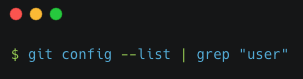 $ git config --list | grep "user"